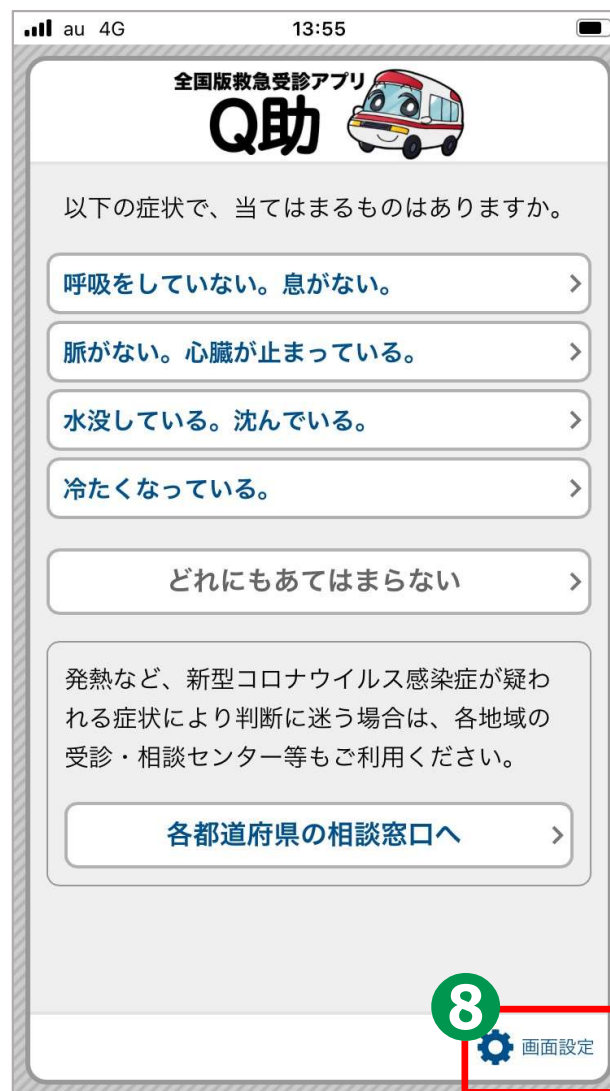 au 4G 13:55
全国版救急受診アプリ
Q助
以下の症状で、当てはまるものはありますか。
呼吸をしていない。息がない。
脈がない。心臓が止まっている。
水没している。沈んでいる。
冷たくなっている。
どれにもあてはまらない
発熱など、新型コロナウイルス感染症が疑わ
れる症状により判断に迷う場合は、各地域の
受診・相談センター等もご利用ください。
各都道府県の相談窓口へ
8
画面設定